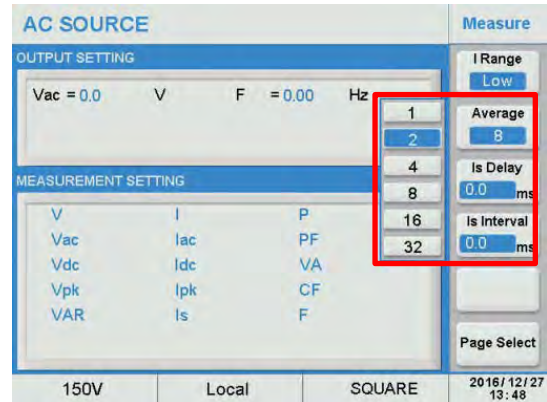 AC SOURCE
Measure
OUTPUT SETTING
Vac = 0.0 V F = 0.00 Hz
1
2
4
8
16
32
MEASUREMENT SETTING
V I P
Vac Iac PF
Vdc Idc VA
Vpk Ipk CF
VAR Is F
I Range
Low
Average
8
Is Delay
0.0 ms
Is Interval
0.0 ms
Page Select
150V Local SQUARE 2016/12/27
13:48